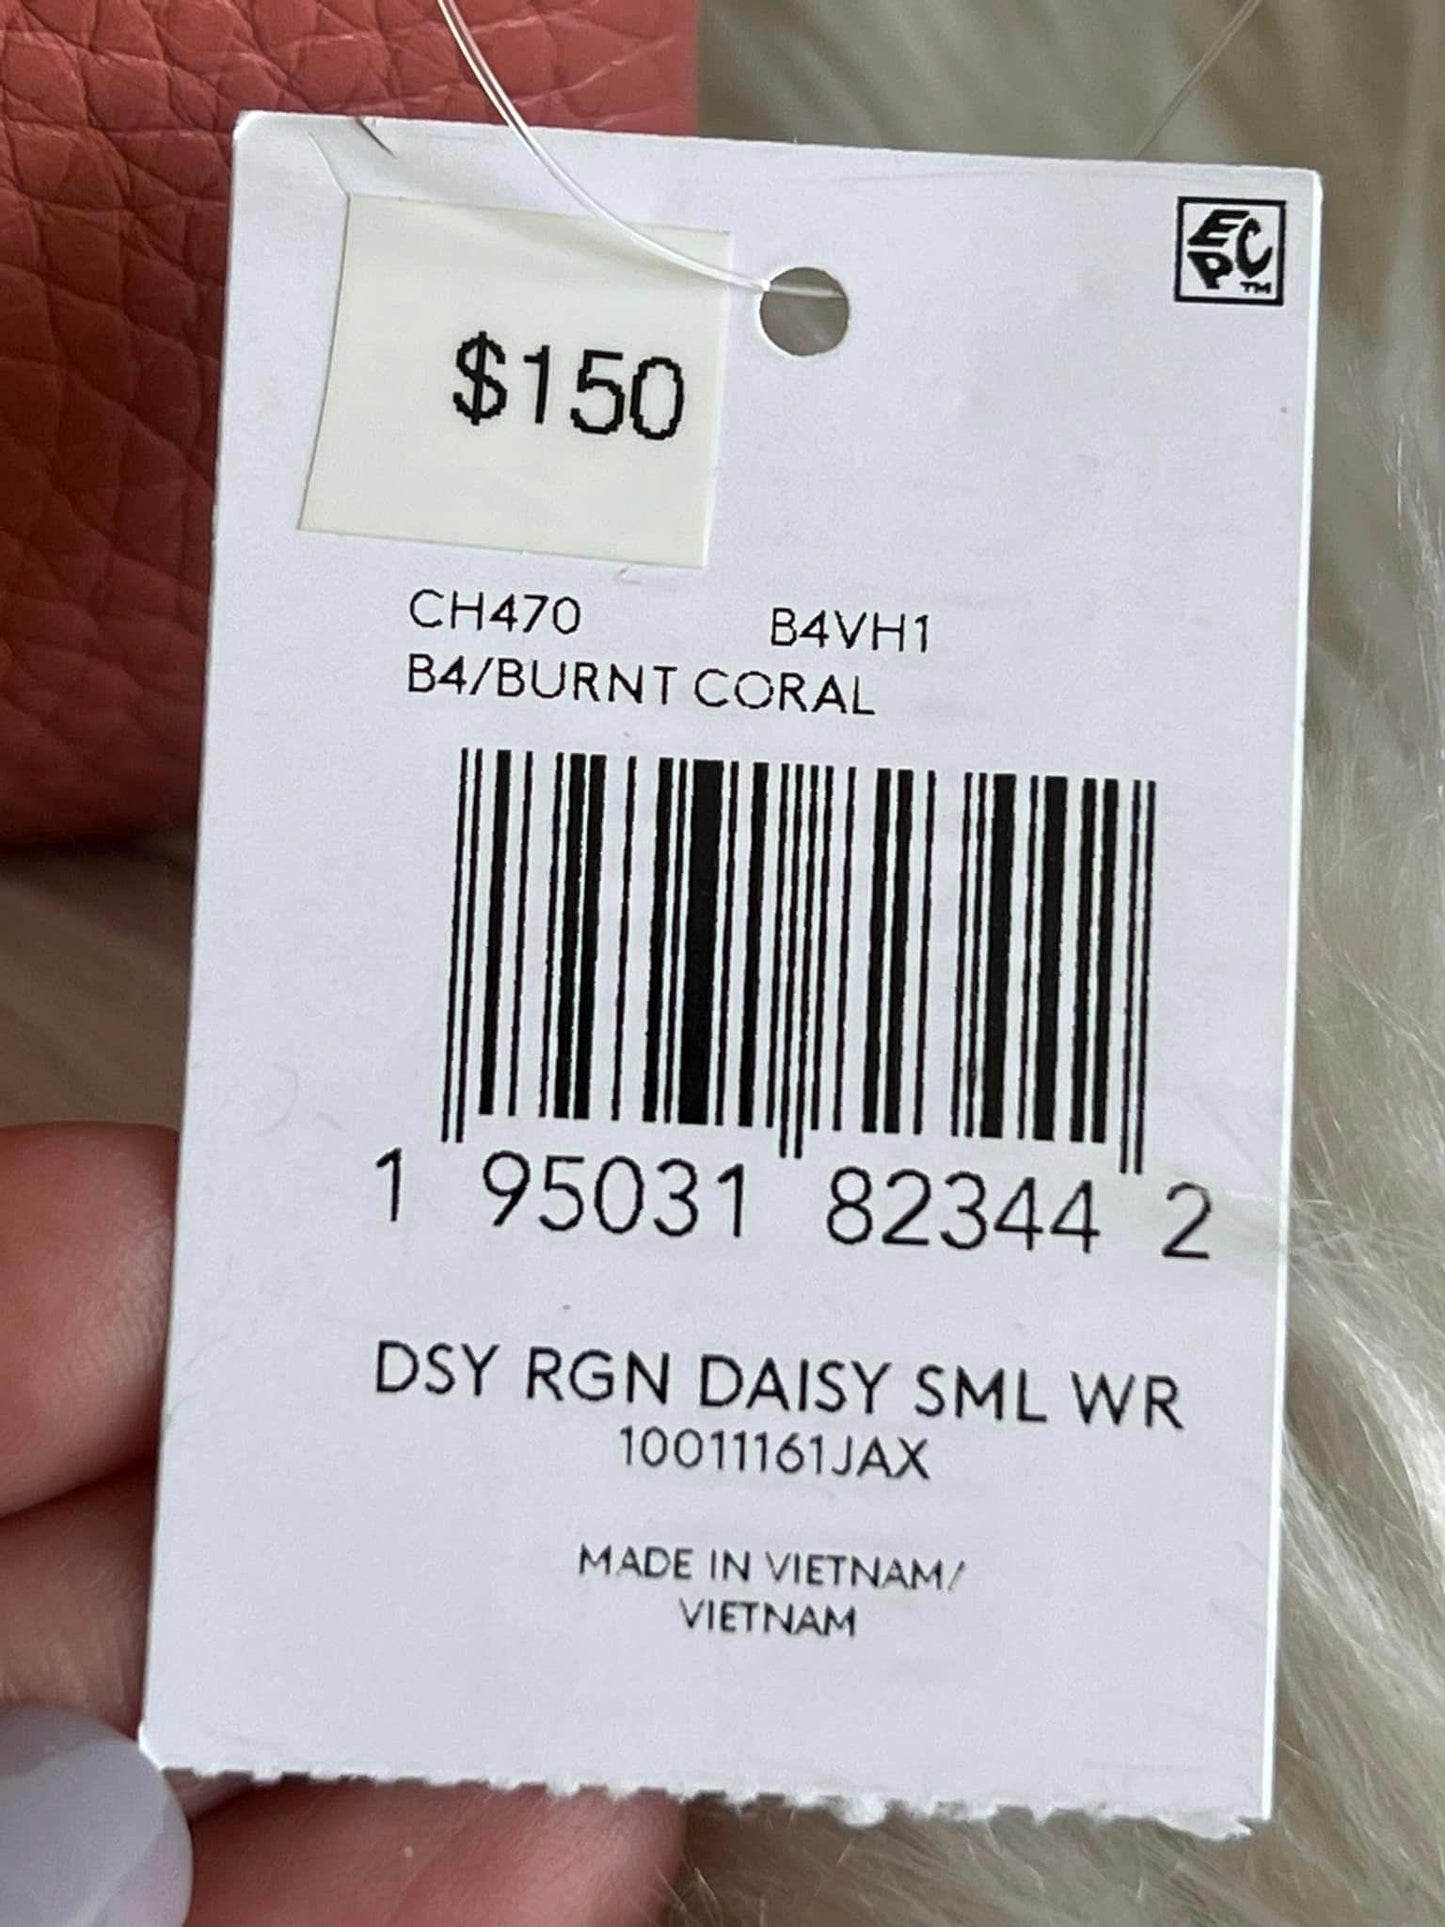 EPC™
$150
CH470 B4VH1
B4/BURNT CORAL
1 95031 82344 2
DSY RGN DAISY SML WR
10011161JAX
MADE IN VIETNAM/
VIETNAM